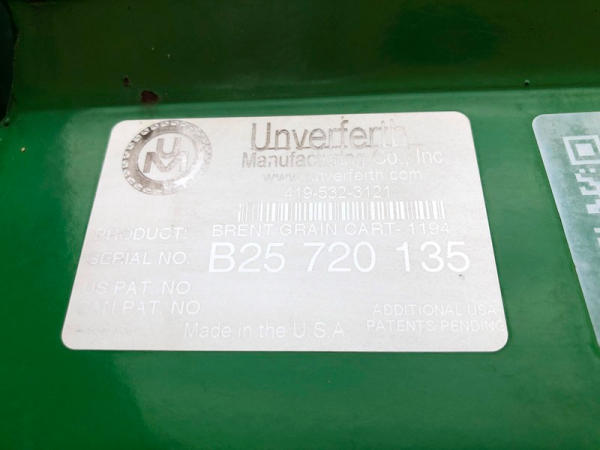 UM
Unverferth
Manufacturing Co., Inc.
www.unverferth.com
419-532-3121
PRODUCT: BRENT GRAIN CART- 1194
SERIAL NO. B25 720 135
US PAT. NO
CAN PAT. NO
ADDITIONAL USA
PATENTS PENDING
Made in the U.S.A